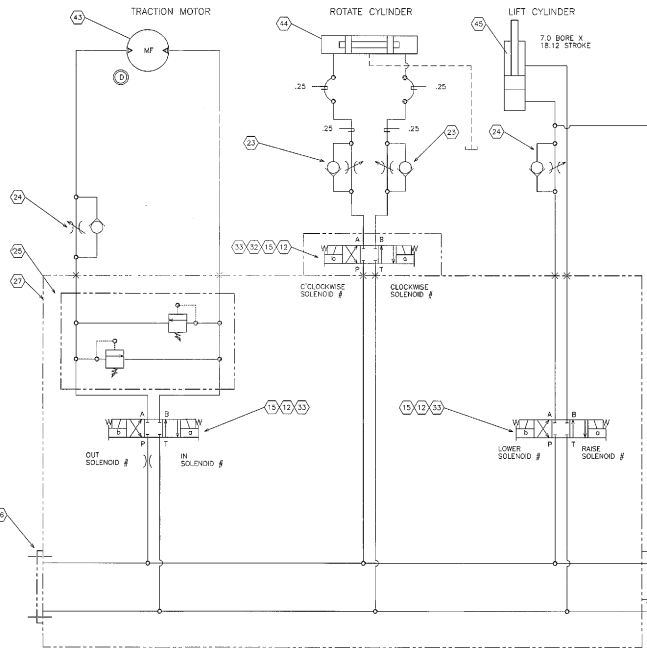 TRACTION MOTOR
ROTATE CYLINDER
LIFT CYLINDER
43
44
45
MF
7.0 BORE X
18.12 STROKE
D
.25
.25
.25
.25
23
23
24
24
A B
33 32 15 12
b
a
P T
25
27
C'CLOCKWISE
SOLENOID #
CLOCKWISE
SOLENOID #
A B
15 12 33
b
a
P T
OUT
SOLENOID #
IN
SOLENOID #
A B
15 12 33
b
a
P T
LOWER
SOLENOID #
RAISE
SOLENOID #
6